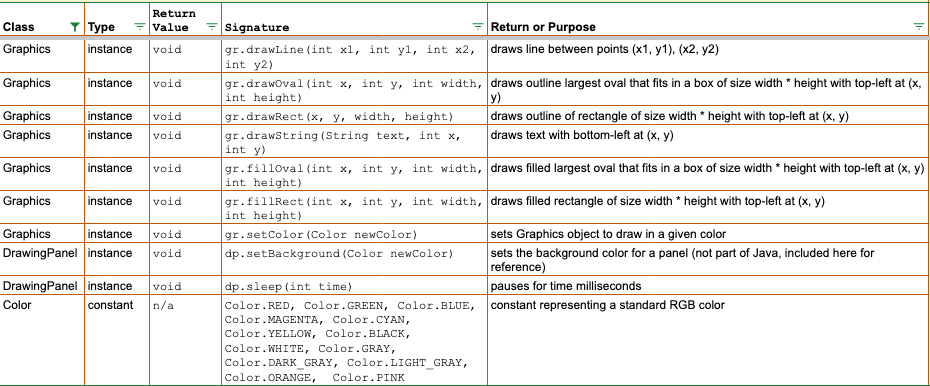 Class Type Return Value Signature Return or Purpose
Graphics instance void gr.drawLine(int x1, int y1, int x2, draws line between points (x1, y1), (x2, y2)
int y2)
Graphics instance void gr.drawOval(int x, int y, int width, draws outline largest oval that fits in a box of size width * height with top-left at (x,
int height) y)
Graphics instance void gr.drawRect(x, y, width, height) draws outline of rectangle of size width * height with top-left at (x, y)
Graphics instance void gr.drawString(String text, int x, draws text with bottom-left at (x, y)
int y)
Graphics instance void gr.fillOval(int x, int y, int width, draws filled largest oval that fits in a box of size width * height with top-left at (x, y)
int height)
Graphics instance void gr.fillRect(int x, int y, int width, draws filled rectangle of size width * height with top-left at (x, y)
int height)
Graphics instance void gr.setColor(Color newColor) sets Graphics object to draw in a given color
DrawingPanel instance void dp.setBackground(Color newColor) sets the background color for a panel (not part of Java, included here for
reference)
DrawingPanel instance void dp.sleep(int time) pauses for time milliseconds
Color constant n/a Color.RED, Color.GREEN, Color.BLUE, constant representing a standard RGB color
Color.MAGENTA, Color.CYAN,
Color.YELLOW, Color.BLACK,
Color.WHITE, Color.GRAY,
Color.DARK_GRAY, Color.LIGHT_GRAY,
Color.ORANGE, Color.PINK